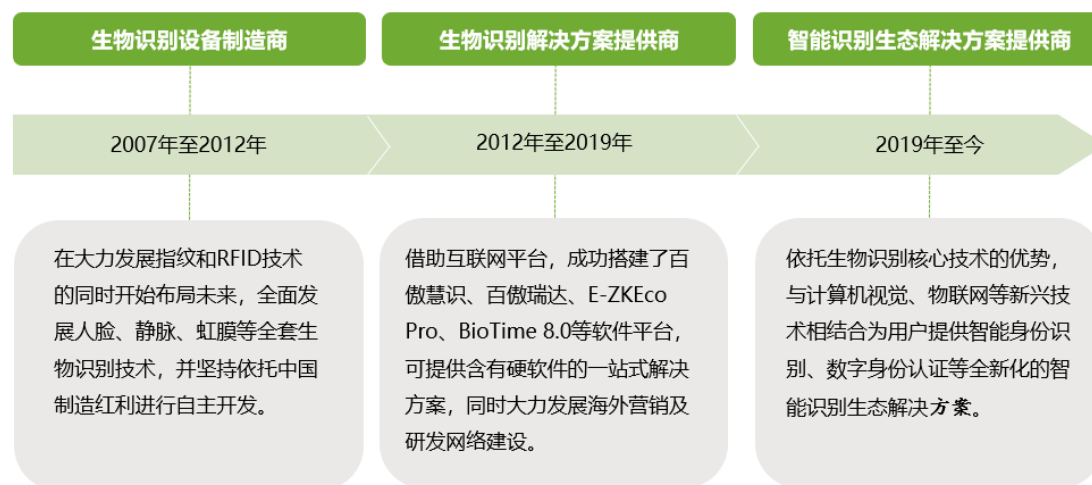 生物识别设备制造商
生物识别解决方案提供商
智能识别生态解决方案提供商
2007年至2012年
2012年至2019年
2019年至今
在大力发展指纹和RFID技术
的同时开始布局未来，全面发
展人脸、静脉、虹膜等全套生
物识别技术，并坚持依托中国
制造红利进行自主开发。
借助互联网平台，成功搭建了百
傲慧识、百傲瑞达、E-ZKEco
Pro、BioTime 8.0等软件平台，
可提供含有硬软件的一站式解决
方案，同时大力发展海外营销及
研发网络建设。
依托生物识别核心技术的优势，
与计算机视觉、物联网等新兴技
术相结合为用户提供智能身份识
别、数字身份认证等全新化的智
能识别生态解决方案。